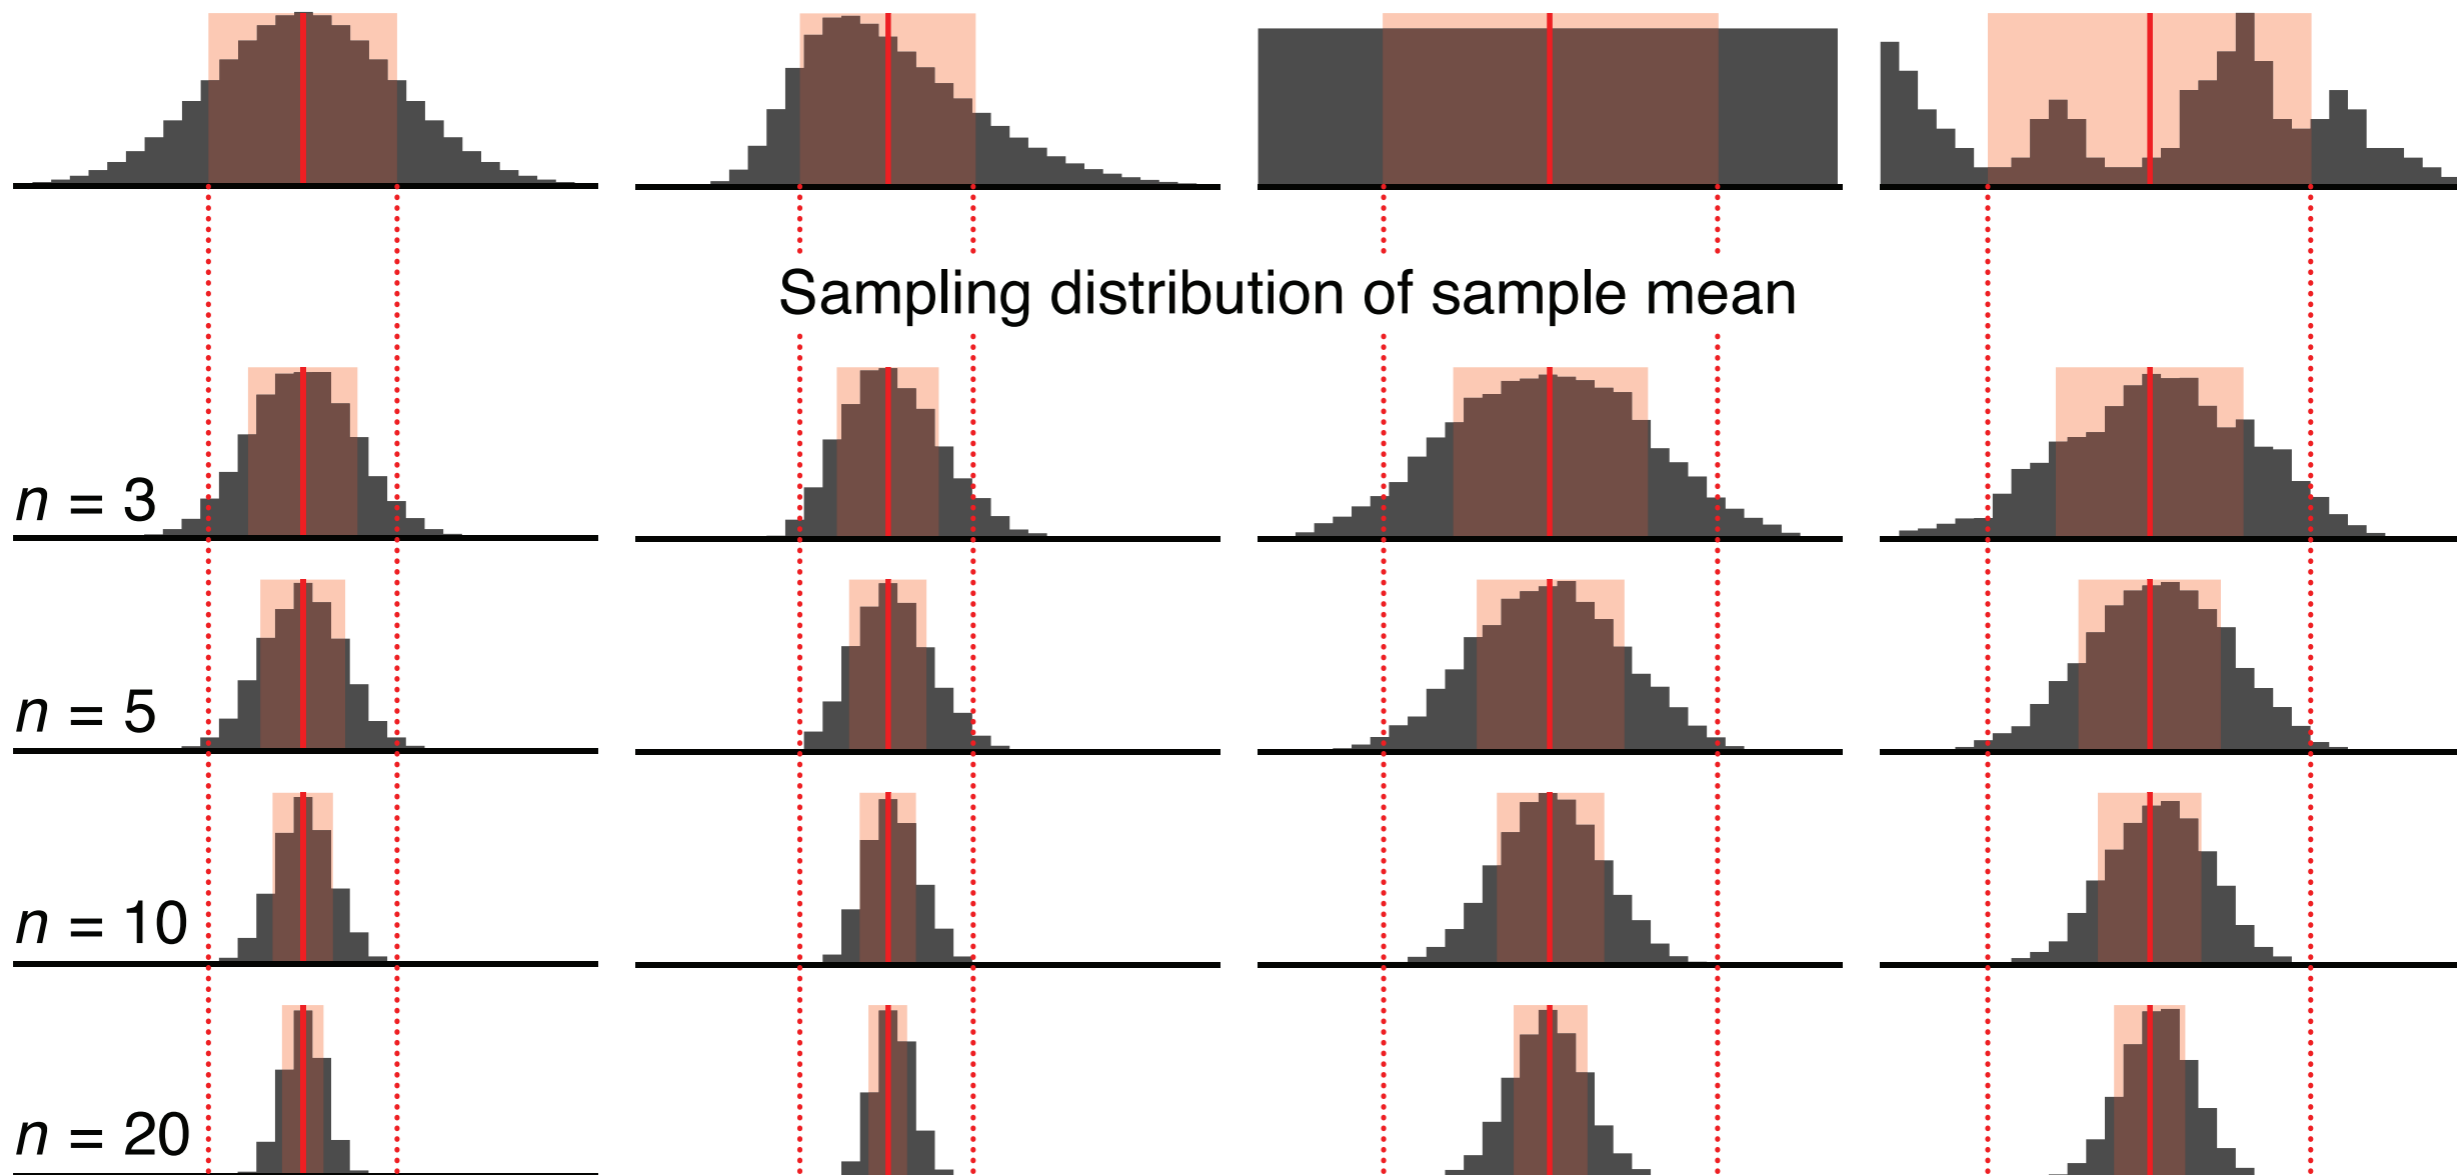 Sampling distribution of sample mean
n = 3
n = 5
n = 10
n = 20